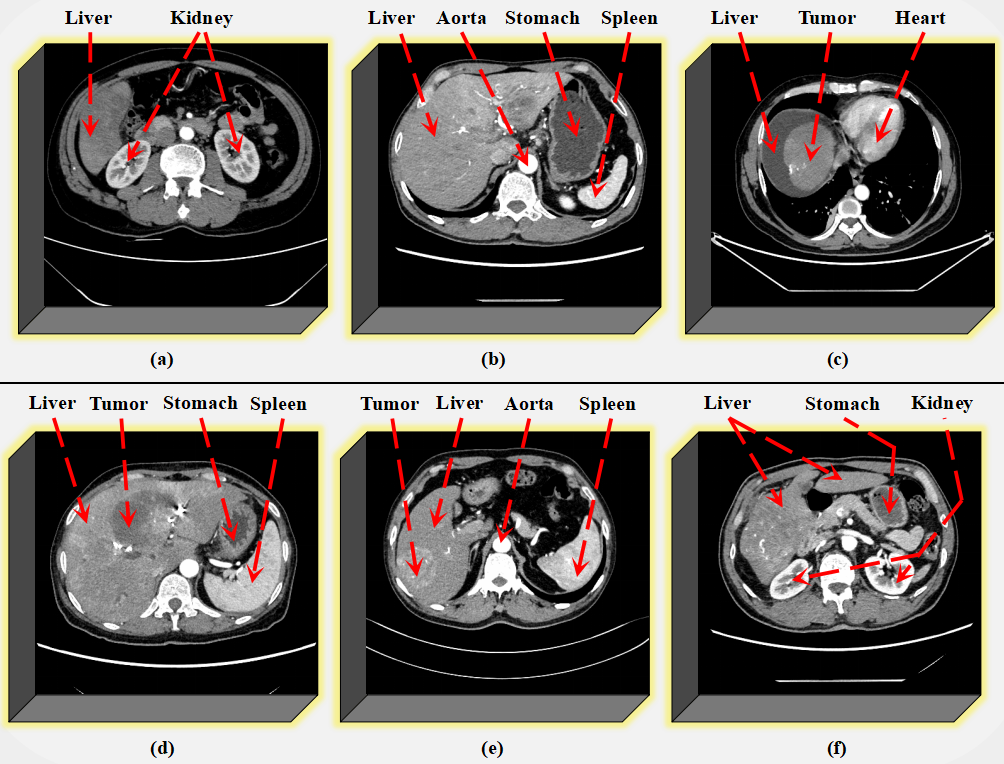 Liver Kidney
Liver Aorta Stomach Spleen
Liver Tumor Heart
(a)
(b)
(c)
Liver Tumor Stomach Spleen
Tumor Liver Aorta Spleen
Liver Stomach Kidney
(d)
(e)
(f)